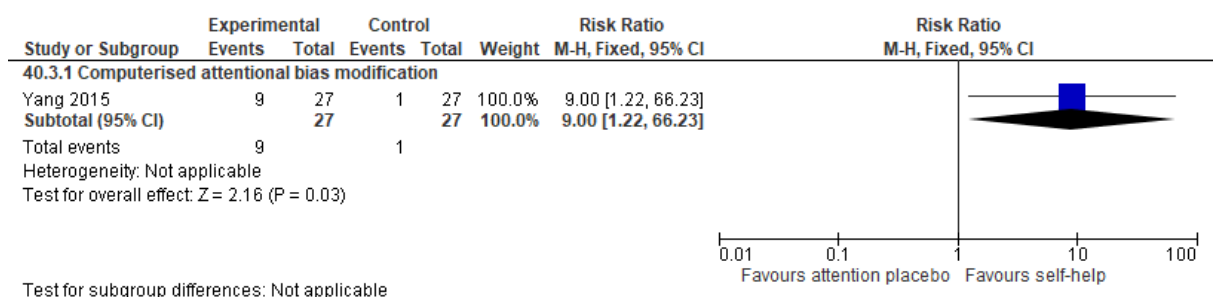 Experimental Control Risk Ratio Risk Ratio
Study or Subgroup Events Total Events Total Weight M-H, Fixed, 95% CI M-H, Fixed, 95% CI
40.3.1 Computerised attentional bias modification
Yang 2015 9 27 1 27 100.0% 9.00 [1.22, 66.23]
Subtotal (95% CI) 27 27 100.0% 9.00 [1.22, 66.23]
Total events 9 1
Heterogeneity: Not applicable
Test for overall effect: Z = 2.16 (P = 0.03)
0.01 0.1 1 10 100
Favours attention placebo Favours self-help
Test for subgroup differences: Not applicable